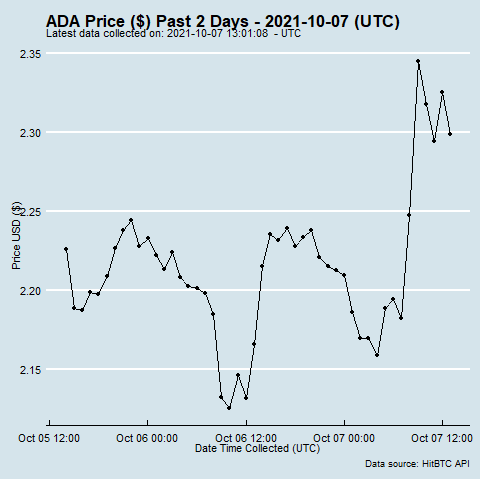 ADA Price ($) Past 2 Days - 2021-10-07 (UTC)
Latest data collected on: 2021-10-07 13:01:08 - UTC
2.35
2.30
2.25
2.20
2.15
Price USD ($)
Oct 05 12:00 Oct 06 00:00 Oct 06 12:00 Oct 07 00:00 Oct 07 12:00
Date Time Collected (UTC)
Data source: HitBTC API